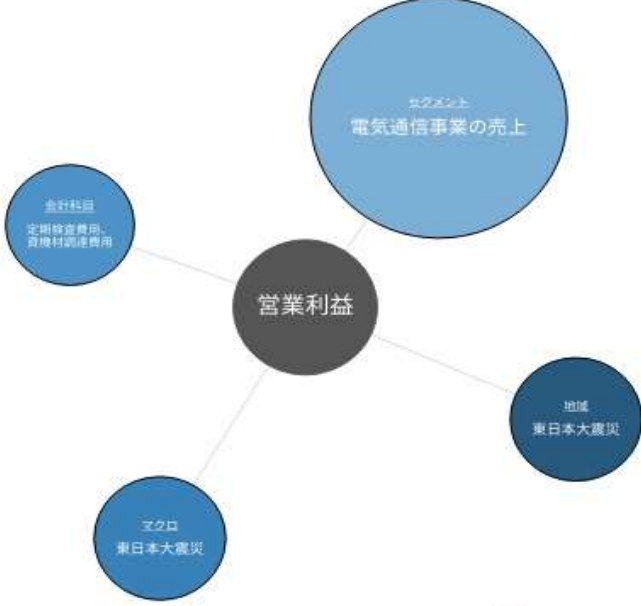 セグメント
電気通信事業の売上
会計科目
定期検査費用、
資機材調達費用
営業利益
地域
東日本大震災
マクロ
東日本大震災